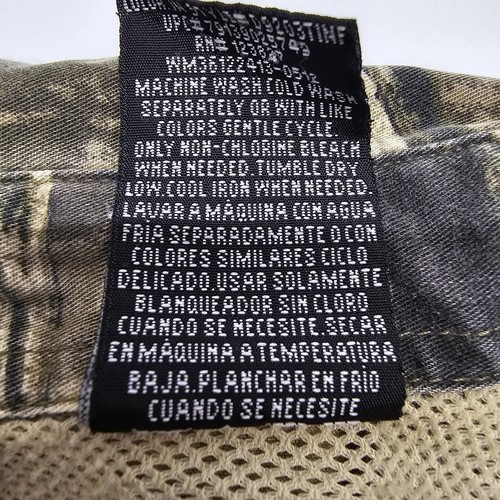 RN# 123827
MACHINE WASH COLD WASH
SEPARATELY OR WITH LIKE
COLORS GENTLE CYCLE.
ONLY NON-CHLORINE BLEACH
WHEN NEEDED. TUMBLE DRY
LOW. COOL IRON WHEN NEEDED.
LAVAR A MÁQUINA CON AGUA
FRÍA SEPARADAMENTE O CON
COLORES SIMILARES CICLO
DELICADO. USAR SOLAMENTE
BLANQUEADOR SIN CLORO
CUANDO SE NECESITE. SECAR
EN MÁQUINA A TEMPERATURA
BAJA. PLANCHAR EN FRÍO
CUANDO SE NECESITE